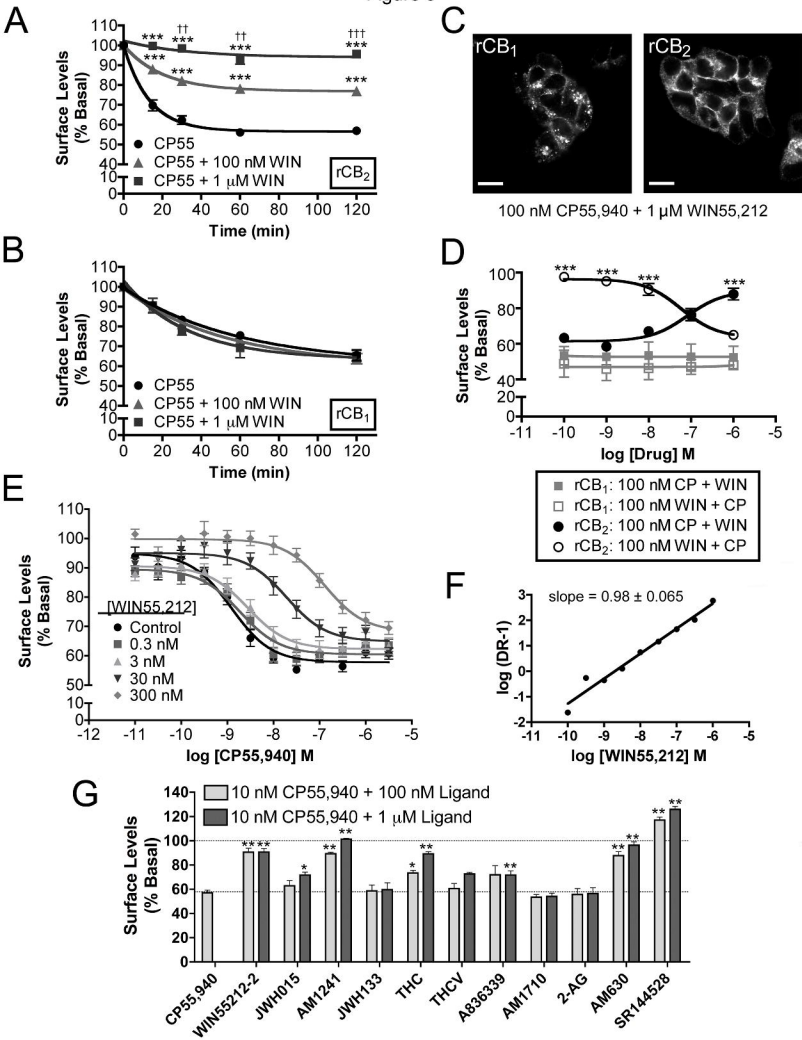 A
110
100
90
80
70
60
50
40
10
0
Surface Levels
(% Basal)
*** *** *** ***
†† †† †††
*** *** *** ***
CP55
CP55 + 100 nM WIN
CP55 + 1 µM WIN
rCB2
0 20 40 60 80 100 120
Time (min)
B
110
100
90
80
70
60
50
40
10
0
Surface Levels
(% Basal)
CP55
CP55 + 100 nM WIN
CP55 + 1 µM WIN
rCB1
0 20 40 60 80 100 120
Time (min)
C
rCB1
rCB2
100 nM CP55,940 + 1 µM WIN55,212
D
100
80
60
40
20
0
Surface Levels
(% Basal)
*** *** *** ***
-11 -10 -9 -8 -7 -6 -5
log [Drug] M
rCB1: 100 nM CP + WIN
rCB1: 100 nM WIN + CP
rCB2: 100 nM CP + WIN
rCB2: 100 nM WIN + CP
E
110
100
90
80
70
60
50
10
0
Surface Levels
(% Basal)
[WIN55,212]
Control
0.3 nM
3 nM
30 nM
300 nM
-12 -11 -10 -9 -8 -7 -6 -5
log [CP55,940] M
F
3
2
1
0
-1
-2
log (DR-1)
slope = 0.98 ± 0.065
-11 -10 -9 -8 -7 -6 -5
log [WIN55,212] M
G
140
120
100
80
60
40
20
0
Surface Levels
(% Basal)
10 nM CP55,940 + 100 nM Ligand
10 nM CP55,940 + 1 µM Ligand
** ** * ** ** * ** ** ** ** ** **
CP55,940
WIN55212-2
JWH015
AM1241
JWH133
THC
THCV
A836339
AM1710
2-AG
AM630
SR144528